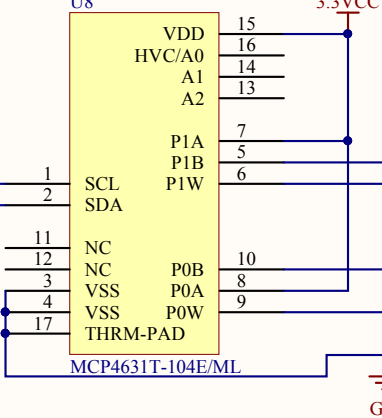 U8
3.3VCC
VDD 15
HVC/A0 16
A1 14
A2 13
P1A 7
P1B 5
1 SCL P1W 6
2 SDA
11 NC
12 NC P0B 10
3 VSS P0A 8
4 VSS P0W 9
17 THRM-PAD
MCP4631T-104E/ML
G